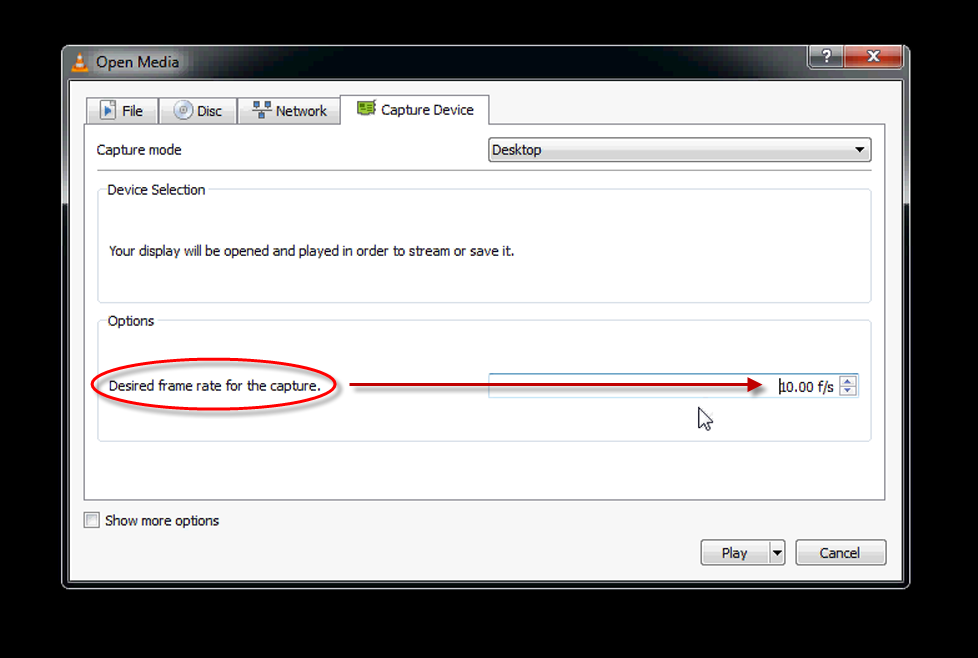 Open Media
?
File
Disc
Network
Capture Device
Capture mode
Desktop
Device Selection
Your display will be opened and played in order to stream or save it.
Options
Desired frame rate for the capture.
10.00 f/s
Show more options
Play
Cancel